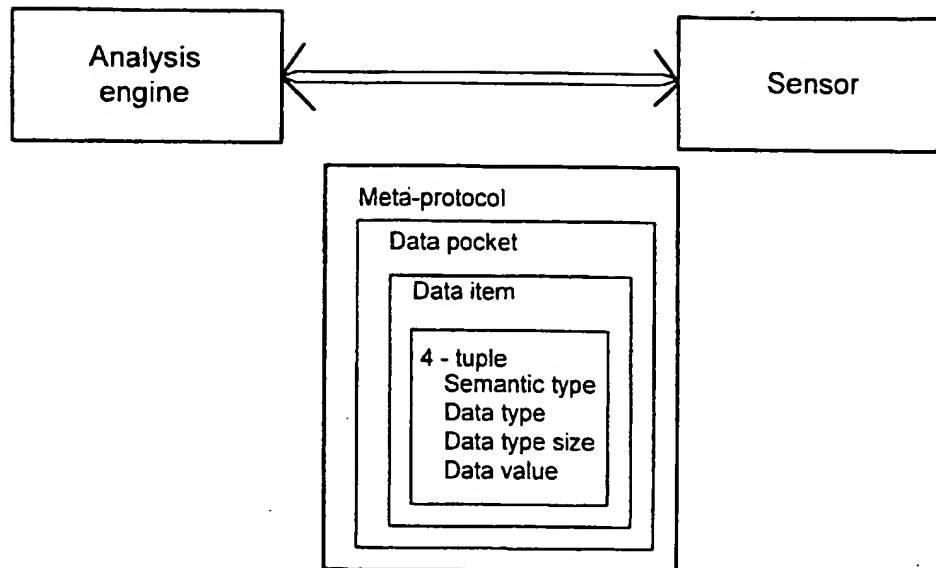 Analysis
engine
Sensor
Meta-protocol
Data pocket
Data item
4 - tuple
Semantic type
Data type
Data type size
Data value